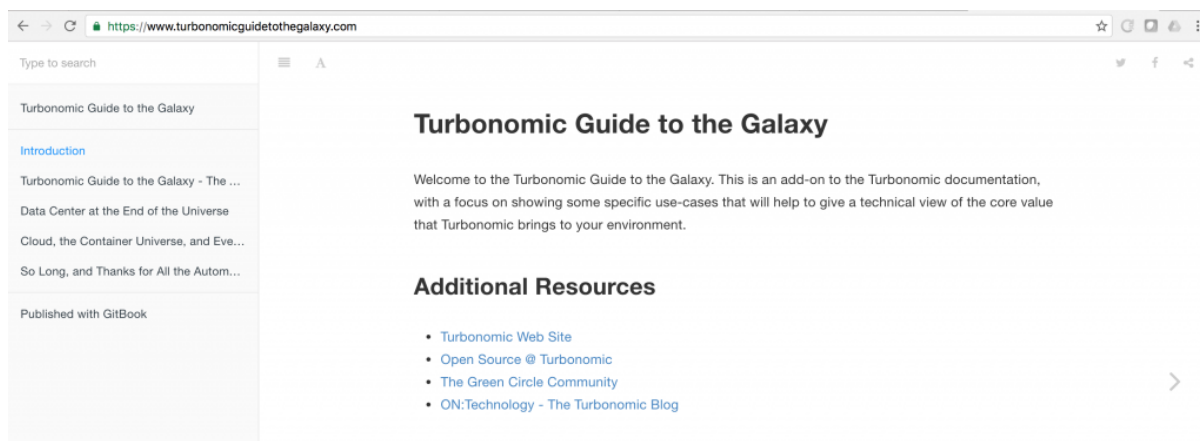 https://www.turbonomicguidetothegalaxy.com
Type to search
A
Turbonomic Guide to the Galaxy
Introduction
Turbonomic Guide to the Galaxy - The ...
Data Center at the End of the Universe
Cloud, the Container Universe, and Eve...
So Long, and Thanks for All the Autom...
Published with GitBook
Turbonomic Guide to the Galaxy
Welcome to the Turbonomic Guide to the Galaxy. This is an add-on to the Turbonomic documentation,
with a focus on showing some specific use-cases that will help to give a technical view of the core value
that Turbonomic brings to your environment.
Additional Resources
• Turbonomic Web Site
• Open Source @ Turbonomic
• The Green Circle Community
• ON:Technology - The Turbonomic Blog